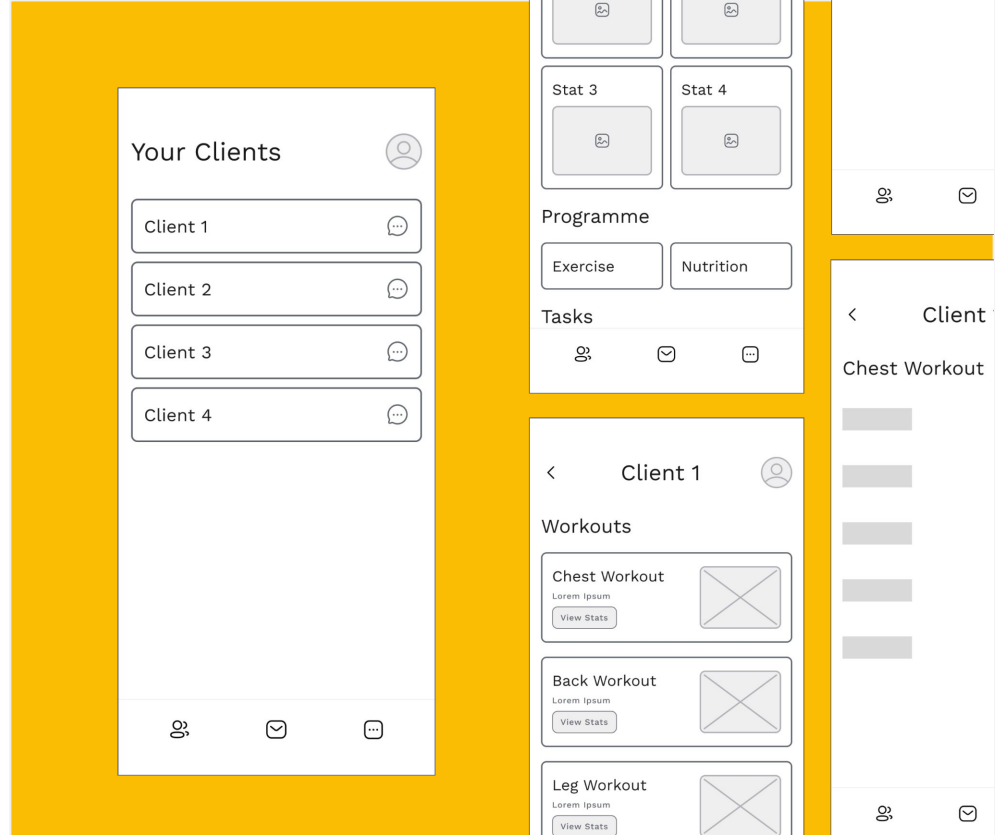 Your Clients
Client 1
Client 2
Client 3
Client 4
Stat 3
Stat 4
Programme
Exercise
Nutrition
Tasks
Client 1
Workouts
Chest Workout
Lorem Ipsum
View Stats
Back Workout
Lorem Ipsum
View Stats
Leg Workout
Lorem Ipsum
View Stats
Client
Chest Workout